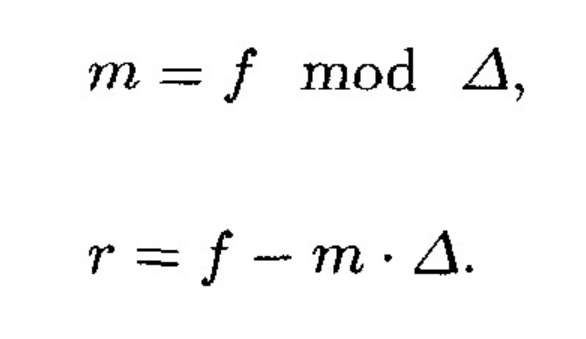 m = f mod Δ,
r = f − m · Δ.